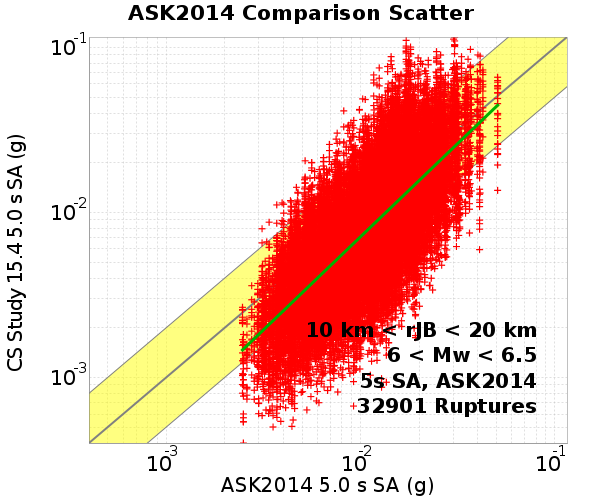 ASK2014 Comparison Scatter
CS Study 15.4 5.0 s SA (g)
10-1
10-2
10-3
10 km < rJB < 20 km
6 < Mw < 6.5
5s SA, ASK2014
32901 Ruptures
10-3
10-2
10-1
ASK2014 5.0 s SA (g)